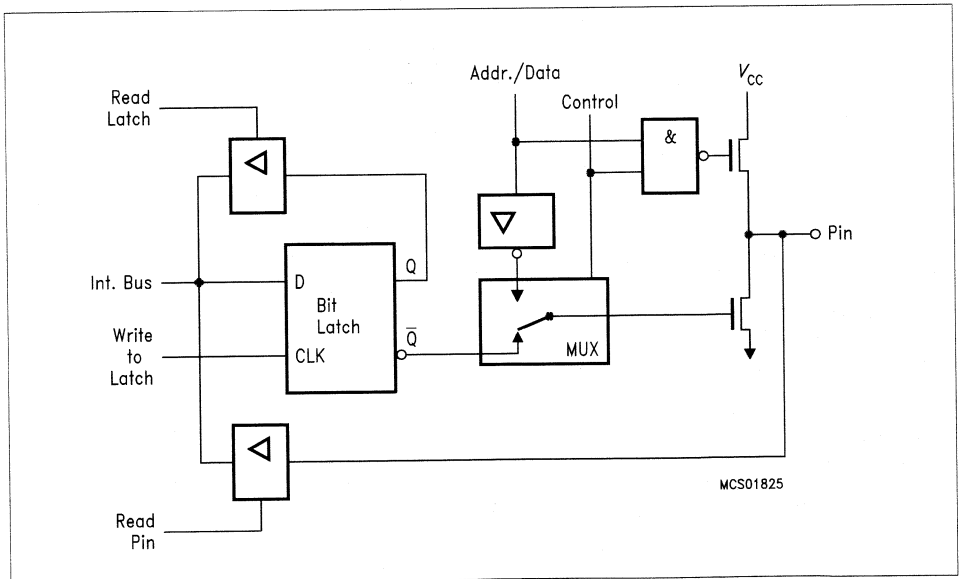 Addr./Data
Control
V_CC
Read
Latch
&
Pin
Int. Bus
D
Q
Bit
Latch
Q̅
Write
to
Latch
CLK
MUX
MCS01825
Read
Pin